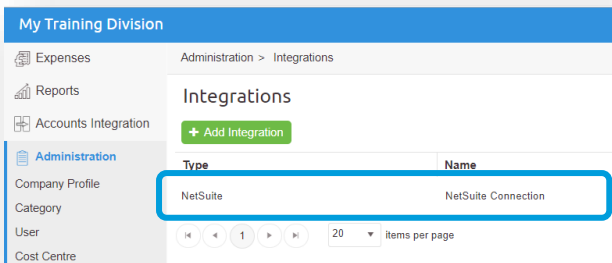 My Training Division
Expenses
Reports
Accounts Integration
Administration
Company Profile
Category
User
Cost Centre
Administration > Integrations
Integrations
+ Add Integration
Type Name
NetSuite NetSuite Connection
1 20 items per page